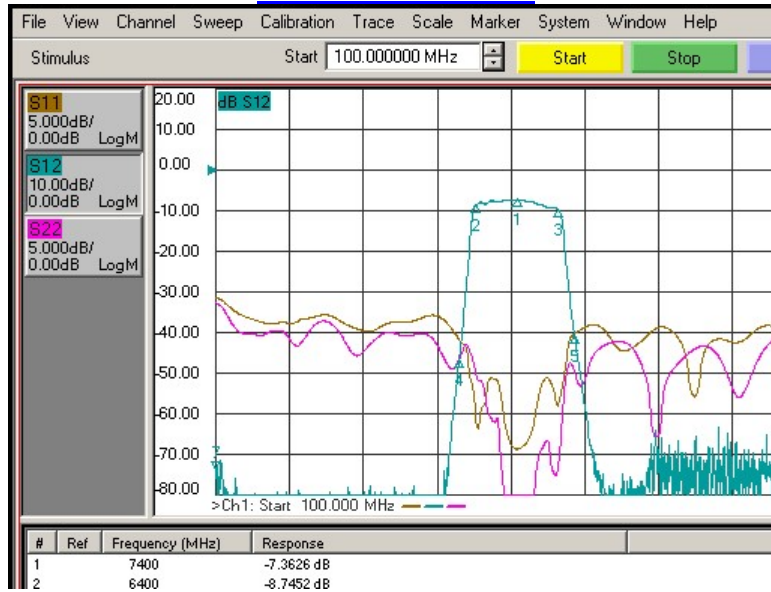 File View Channel Sweep Calibration Trace Scale Marker System Window Help
Stimulus Start 100.000000 MHz Start Stop
S11
5.000dB/
0.00dB LogM
S12
10.00dB/
0.00dB LogM
S22
5.000dB/
0.00dB LogM
dB S12
20.00
10.00
0.00
-10.00
-20.00
-30.00
-40.00
-50.00
-60.00
-70.00
-80.00
2 1 3
4 5
>Ch1: Start 100.000 MHz
# Ref Frequency (MHz) Response
1 7400 -7.3626 dB
2 6400 -8.7452 dB